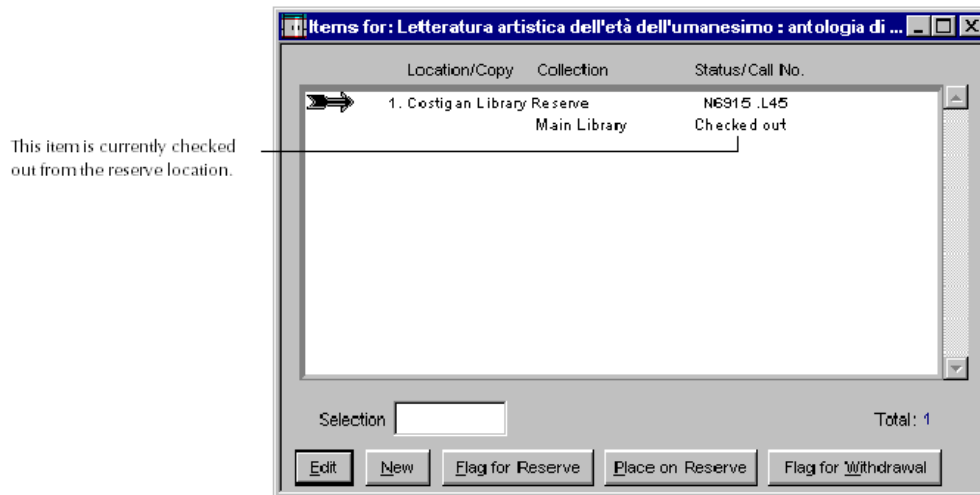 Items for: Letteratura artistica dell'età dell'umanesimo : antologia di ...
Location/Copy Collection Status/Call No.
1. Costigan Library Reserve N6915 .L45
Main Library Checked out
This item is currently checked
out from the reserve location.
Selection Total: 1
Edit New Flag for Reserve Place on Reserve Flag for Withdrawal